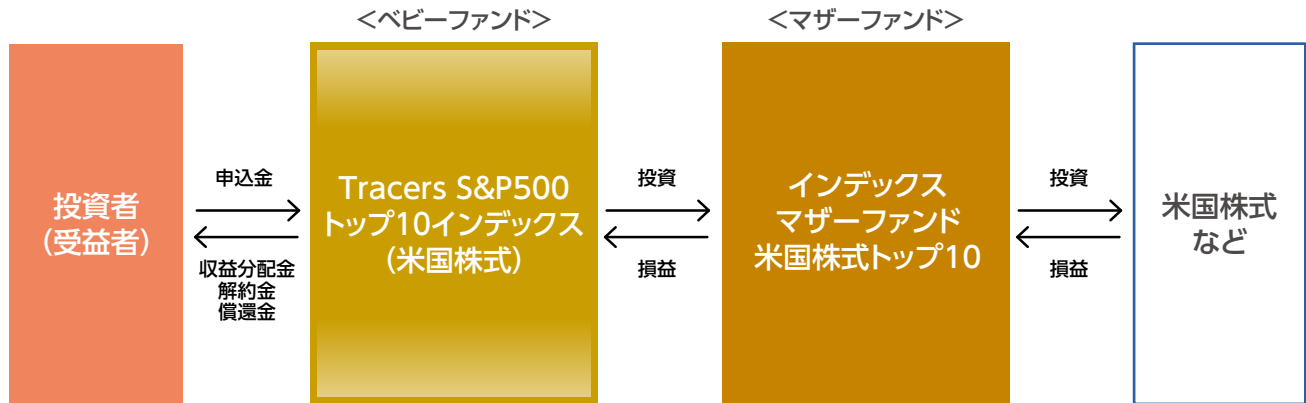 ＜ベビーファンド＞
＜マザーファンド＞
投資者
（受益者）
申込金
収益分配金
解約金
償還金
Tracers S&P500
トップ10インデックス
（米国株式）
投資
損益
インデックス
マザーファンド
米国株式トップ10
投資
損益
米国株式
など